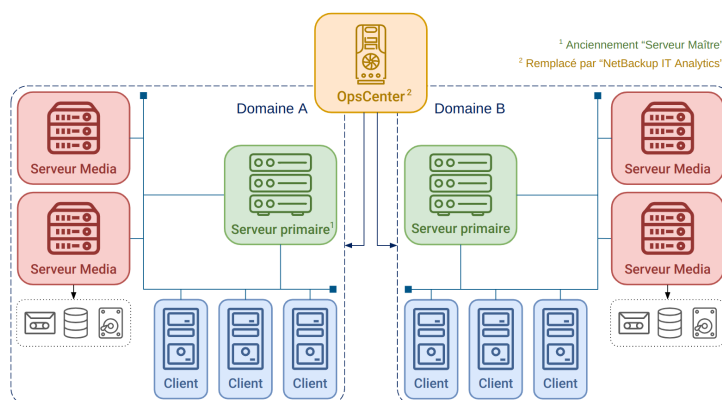 OpsCenter²
¹ Anciennement “Serveur Maître”
² Remplacé par “NetBackup IT Analytics”
Domaine A
Domaine B
Serveur Media
Serveur Media
Serveur primaire¹
Serveur primaire
Serveur Media
Serveur Media
Client
Client
Client
Client
Client
Client